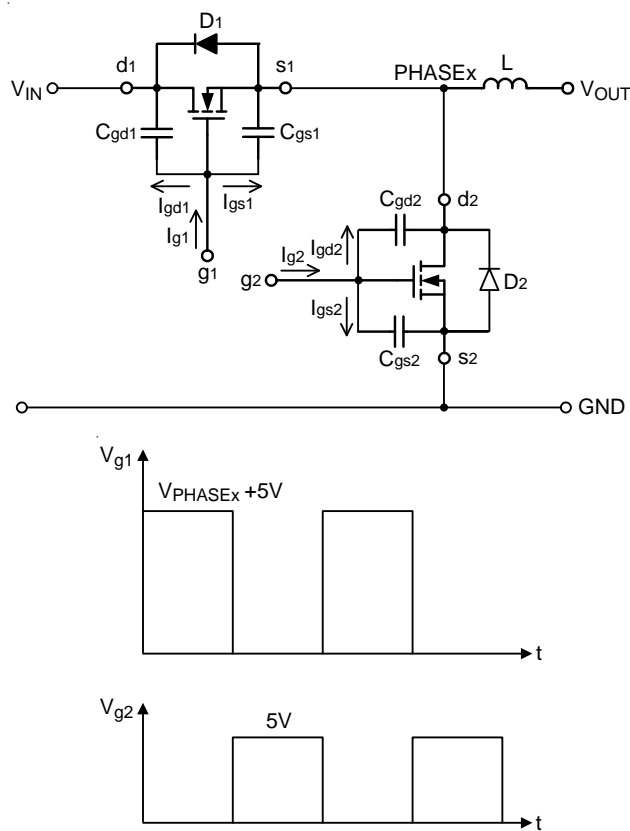 D1
d1
s1
L
VIN
PHASEx
VOUT
Cgd1
Cgs1
Igd1
Igs1
Ig1
g1
Cgd2
d2
Ig2
Igd2
g2
D2
Igs2
Cgs2
s2
GND
Vg1
VPHASEx +5V
t
Vg2
5V
t